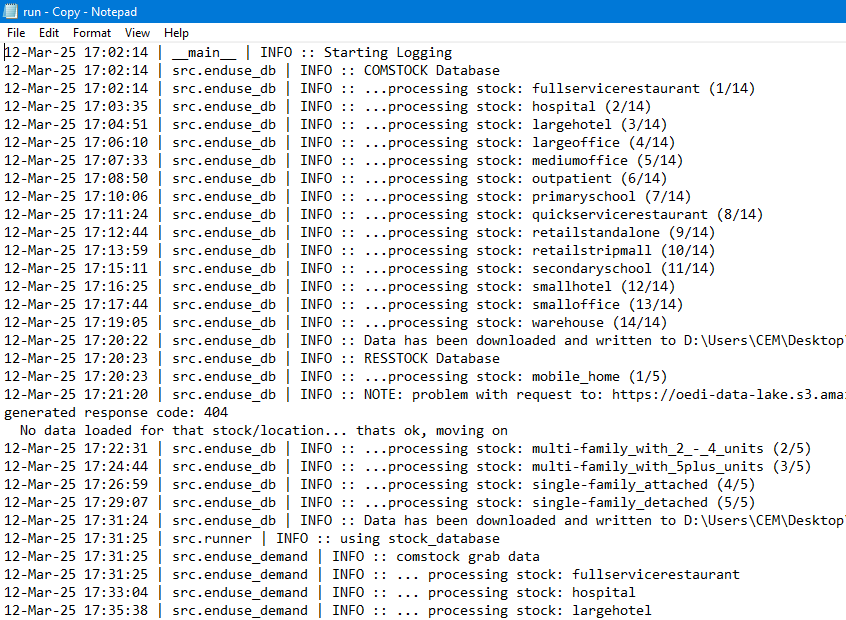 run - Copy - Notepad
File Edit Format View Help
12-Mar-25 17:02:14 | __main__ | INFO :: Starting Logging
12-Mar-25 17:02:14 | src.enduse_db | INFO :: COMSTOCK Database
12-Mar-25 17:02:14 | src.enduse_db | INFO :: ...processing stock: fullservicerestaurant (1/14)
12-Mar-25 17:03:35 | src.enduse_db | INFO :: ...processing stock: hospital (2/14)
12-Mar-25 17:04:51 | src.enduse_db | INFO :: ...processing stock: largehotel (3/14)
12-Mar-25 17:06:10 | src.enduse_db | INFO :: ...processing stock: largeoffice (4/14)
12-Mar-25 17:07:33 | src.enduse_db | INFO :: ...processing stock: mediumoffice (5/14)
12-Mar-25 17:08:50 | src.enduse_db | INFO :: ...processing stock: outpatient (6/14)
12-Mar-25 17:10:06 | src.enduse_db | INFO :: ...processing stock: primaryschool (7/14)
12-Mar-25 17:11:24 | src.enduse_db | INFO :: ...processing stock: quickservicerestaurant (8/14)
12-Mar-25 17:12:44 | src.enduse_db | INFO :: ...processing stock: retailstandalone (9/14)
12-Mar-25 17:13:59 | src.enduse_db | INFO :: ...processing stock: retailstripmall (10/14)
12-Mar-25 17:15:11 | src.enduse_db | INFO :: ...processing stock: secondaryschool (11/14)
12-Mar-25 17:16:25 | src.enduse_db | INFO :: ...processing stock: smallhotel (12/14)
12-Mar-25 17:17:44 | src.enduse_db | INFO :: ...processing stock: smalloffice (13/14)
12-Mar-25 17:19:05 | src.enduse_db | INFO :: ...processing stock: warehouse (14/14)
12-Mar-25 17:20:22 | src.enduse_db | INFO :: Data has been downloaded and written to D:\Users\CEM\Desktop
12-Mar-25 17:20:23 | src.enduse_db | INFO :: RESSTOCK Database
12-Mar-25 17:20:23 | src.enduse_db | INFO :: ...processing stock: mobile_home (1/5)
12-Mar-25 17:21:20 | src.enduse_db | INFO :: NOTE: problem with request to: https://oedi-data-lake.s3.ama
generated response code: 404
No data loaded for that stock/location... thats ok, moving on
12-Mar-25 17:22:31 | src.enduse_db | INFO :: ...processing stock: multi-family_with_2_-_4_units (2/5)
12-Mar-25 17:24:44 | src.enduse_db | INFO :: ...processing stock: multi-family_with_5plus_units (3/5)
12-Mar-25 17:26:59 | src.enduse_db | INFO :: ...processing stock: single-family_attached (4/5)
12-Mar-25 17:29:07 | src.enduse_db | INFO :: ...processing stock: single-family_detached (5/5)
12-Mar-25 17:31:24 | src.enduse_db | INFO :: Data has been downloaded and written to D:\Users\CEM\Desktop
12-Mar-25 17:31:25 | src.runner | INFO :: using stock_database
12-Mar-25 17:31:25 | src.enduse_demand | INFO :: comstock grab data
12-Mar-25 17:31:25 | src.enduse_demand | INFO :: ... processing stock: fullservicerestaurant
12-Mar-25 17:33:04 | src.enduse_demand | INFO :: ... processing stock: hospital
12-Mar-25 17:35:38 | src.enduse_demand | INFO :: ... processing stock: largehotel